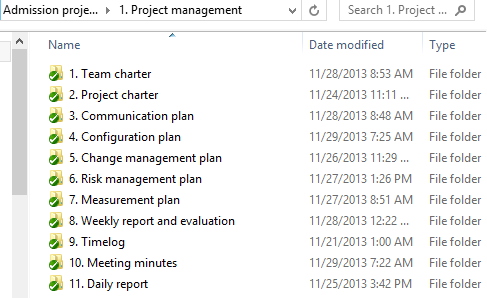 Admission proje... 1. Project management Search 1. Project ...
Name Date modified Type
1. Team charter 11/28/2013 8:53 AM File folder
2. Project charter 11/24/2013 11:11 ... File folder
3. Communication plan 11/28/2013 8:48 AM File folder
4. Configuration plan 11/29/2013 7:25 AM File folder
5. Change management plan 11/26/2013 11:29 ... File folder
6. Risk management plan 11/27/2013 1:26 PM File folder
7. Measurement plan 11/27/2013 8:51 AM File folder
8. Weekly report and evaluation 11/28/2013 12:22 ... File folder
9. Timelog 11/21/2013 1:00 AM File folder
10. Meeting minutes 11/29/2013 7:22 AM File folder
11. Daily report 11/25/2013 3:42 PM File folder